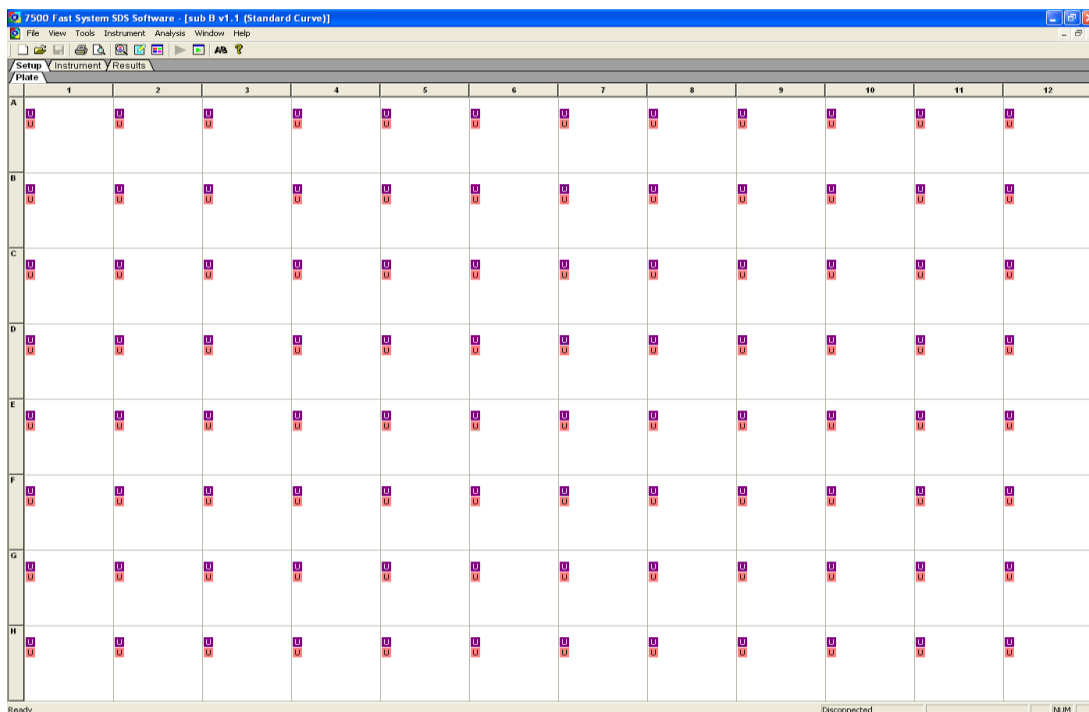 7500 Fast System SDS Software - [sub B v1.1 (Standard Curve)]
File View Tools Instrument Analysis Window Help
Setup Instrument Results
Plate
1 2 3 4 5 6 7 8 9 10 11 12
A
U U U U U U U U U U U U
U U U U U U U U U U U U
B
U U U U U U U U U U U U
U U U U U U U U U U U U
C
U U U U U U U U U U U U
U U U U U U U U U U U U
D
U U U U U U U U U U U U
U U U U U U U U U U U U
E
U U U U U U U U U U U U
U U U U U U U U U U U U
F
U U U U U U U U U U U U
U U U U U U U U U U U U
G
U U U U U U U U U U U U
U U U U U U U U U U U U
H
U U U U U U U U U U U U
U U U U U U U U U U U U
Ready Disconnected NUM